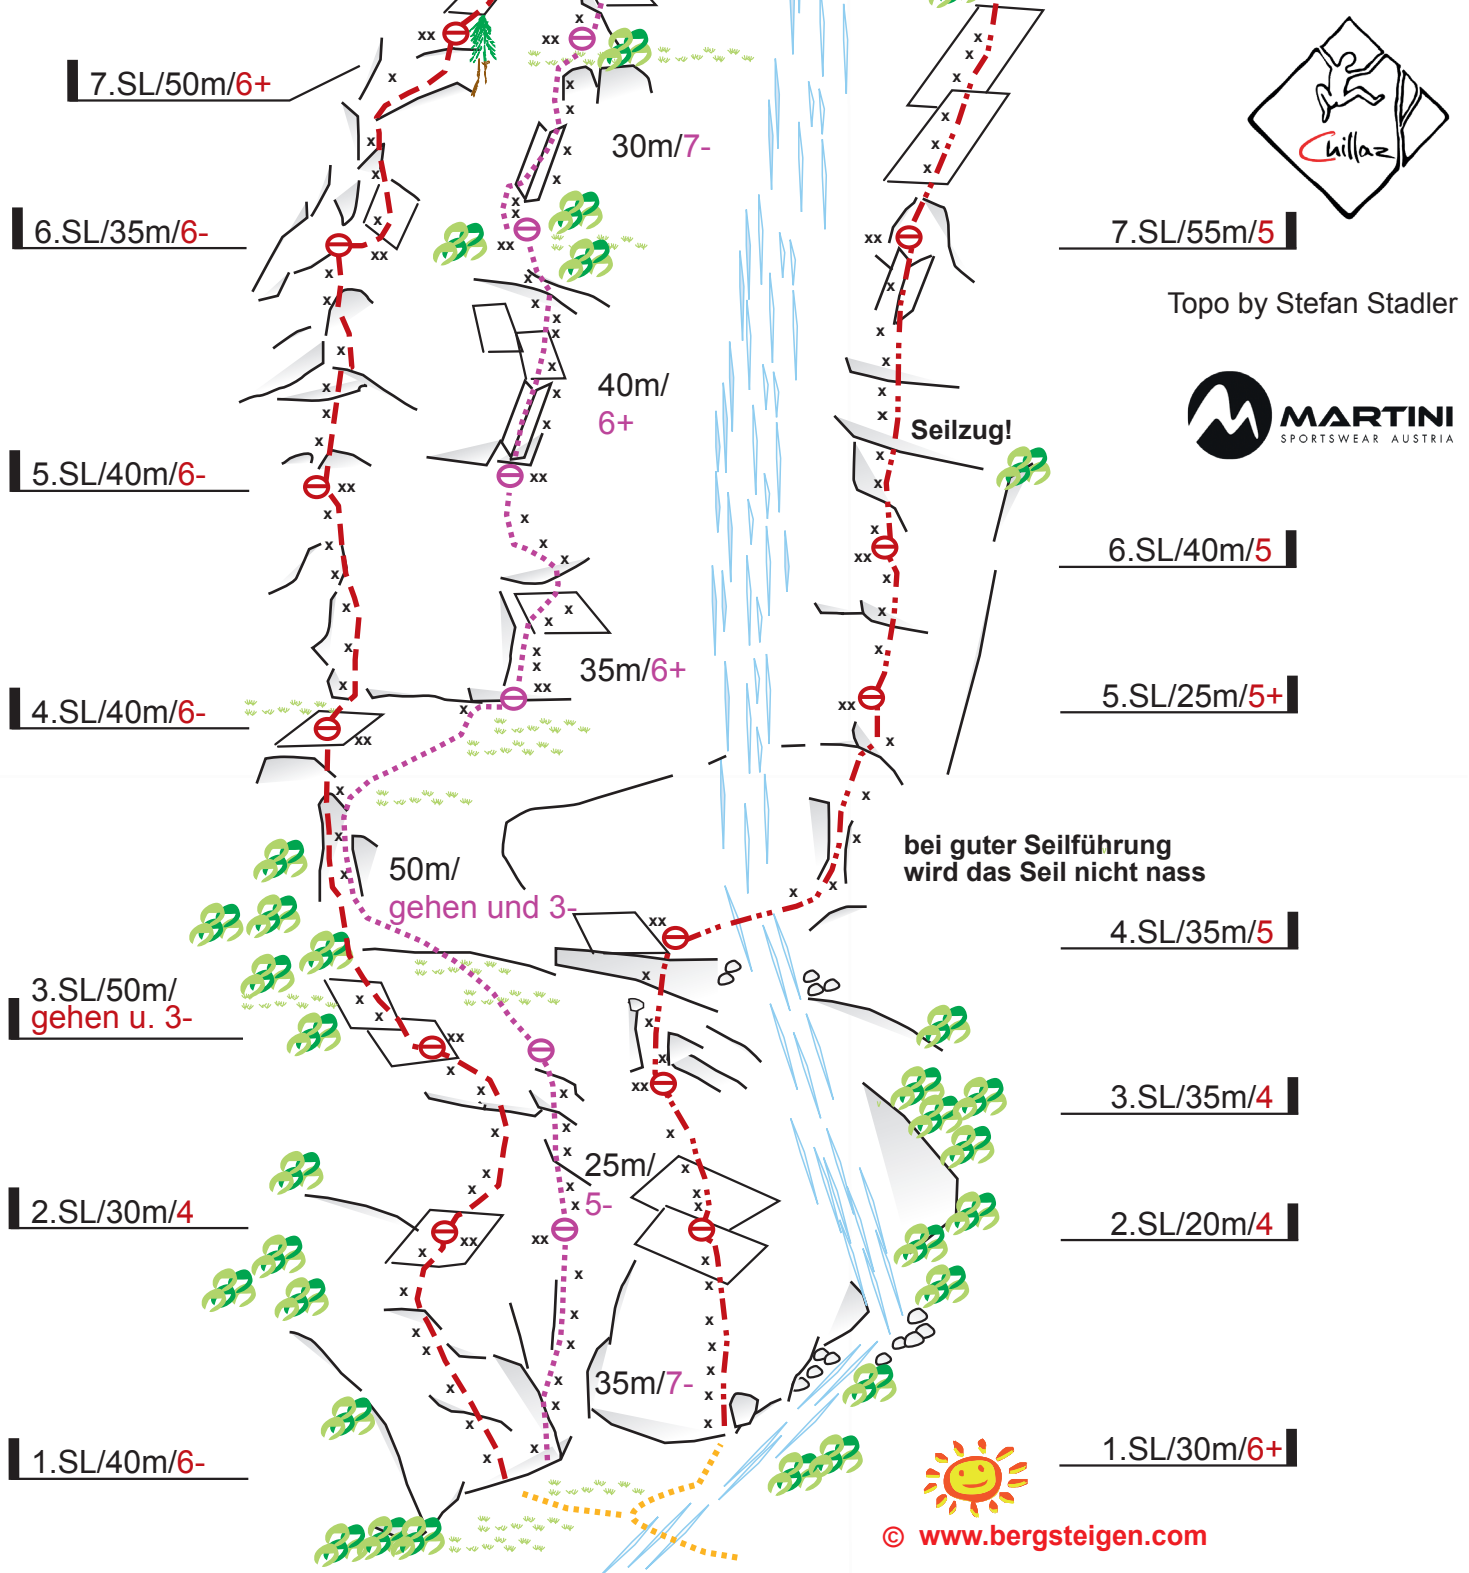 7.SL/50m/6+
6.SL/35m/6-
5.SL/40m/6-
4.SL/40m/6-
3.SL/50m/
gehen u. 3-
2.SL/30m/4
1.SL/40m/6-
30m/7-
40m/
6+
35m/6+
50m/
gehen und 3-
25m/
5-
35m/7-
Chillaz
7.SL/55m/5
Topo by Stefan Stadler
MARTINI
SPORTSWEAR AUSTRIA
Seilzug!
6.SL/40m/5
5.SL/25m/5+
bei guter Seilführung
wird das Seil nicht nass
4.SL/35m/5
3.SL/35m/4
2.SL/20m/4
1.SL/30m/6+
© www.bergsteigen.com